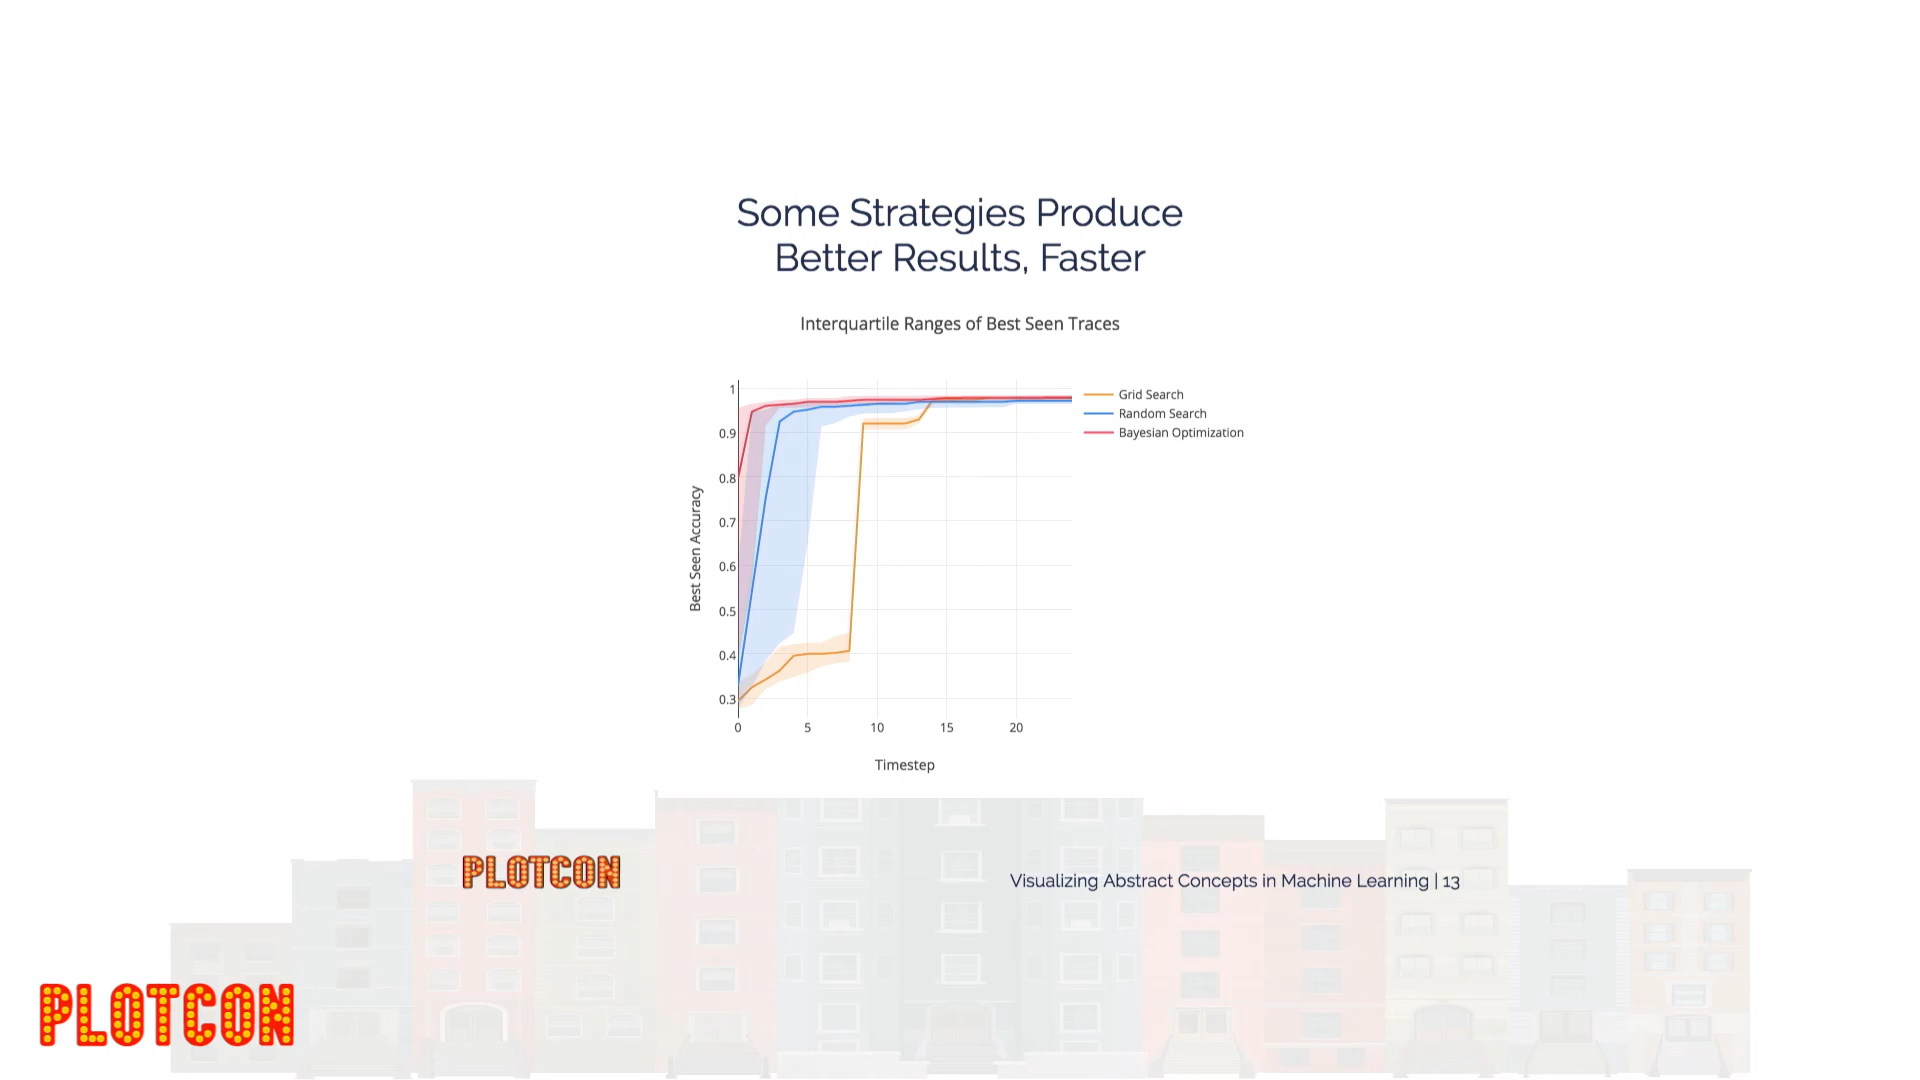 Some Strategies Produce
Better Results, Faster
Interquartile Ranges of Best Seen Traces
1
0.9
0.8
0.7
0.6
0.5
0.4
0.3
Best Seen Accuracy
0 5 10 15 20
Timestep
Grid Search
Random Search
Bayesian Optimization
PLOTCON
Visualizing Abstract Concepts in Machine Learning | 13
PLOTCON